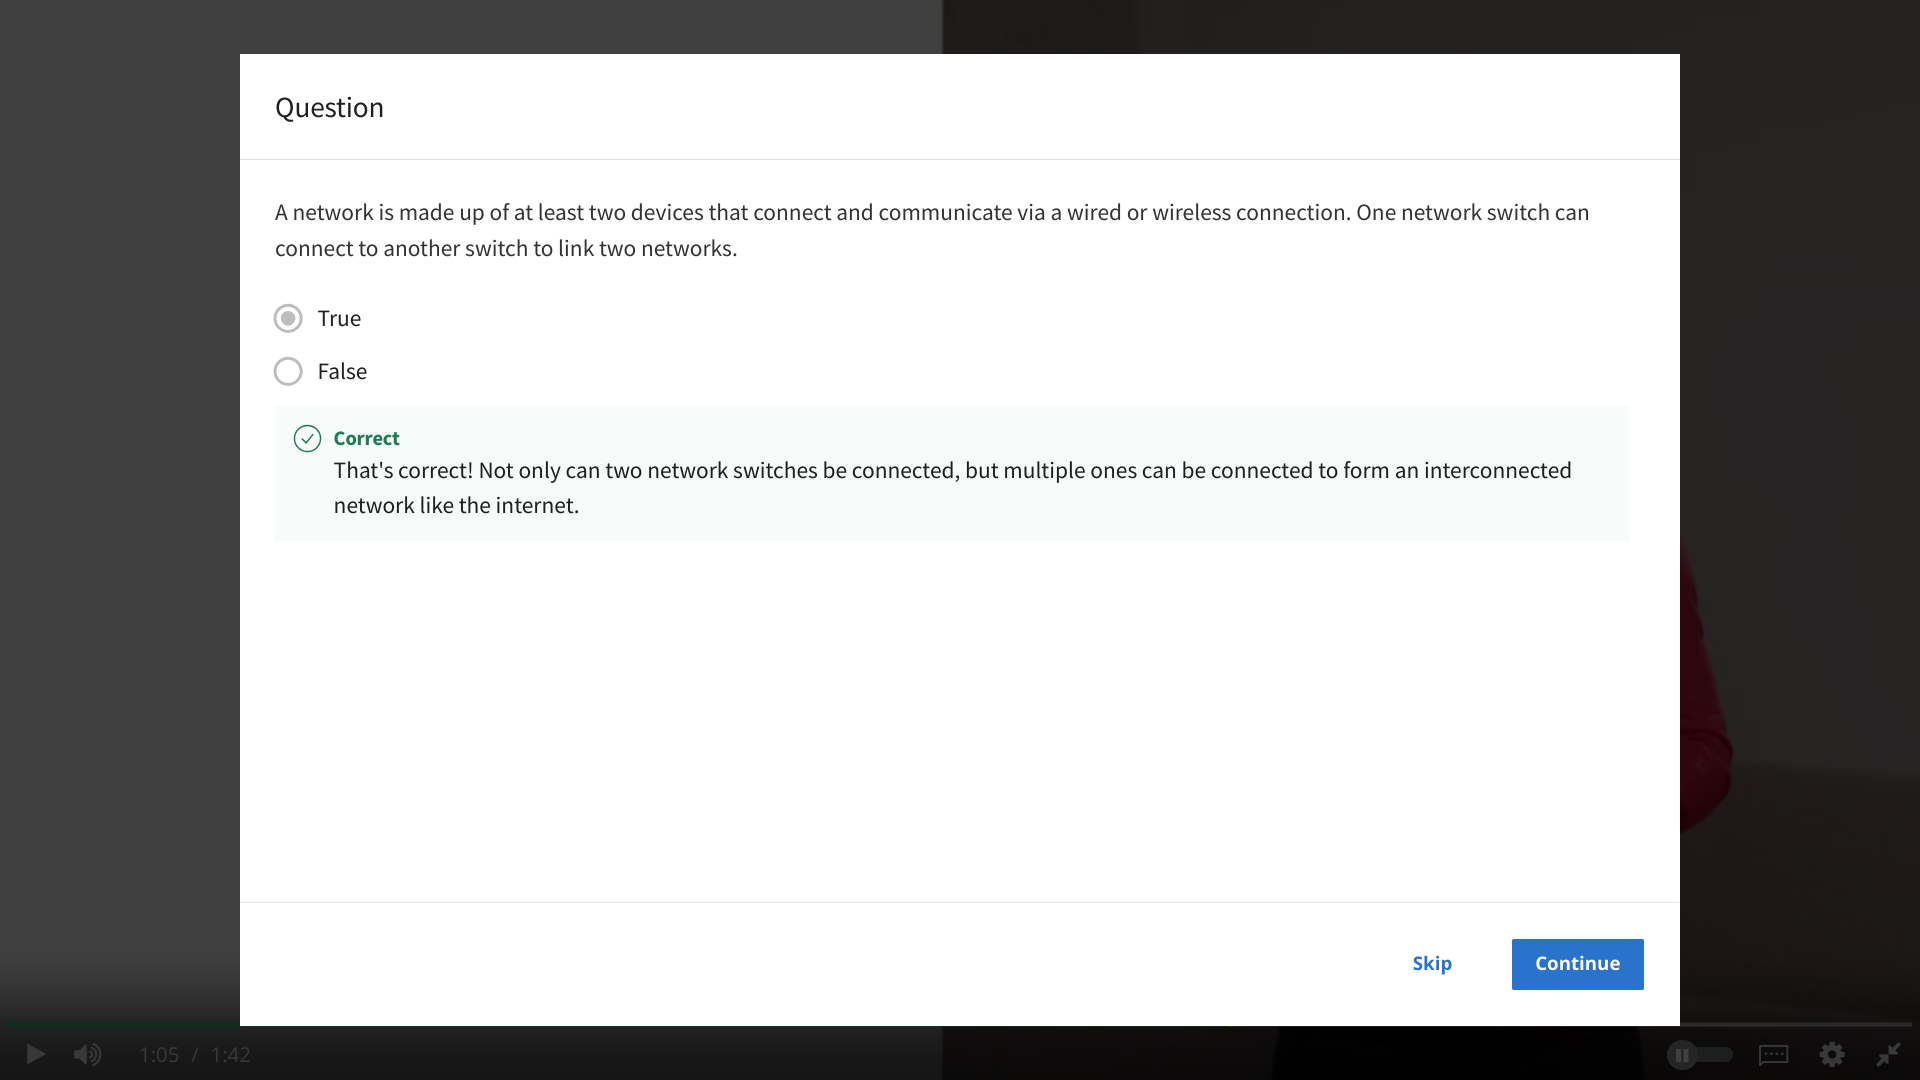 Question
A network is made up of at least two devices that connect and communicate via a wired or wireless connection. One network switch can
connect to another switch to link two networks.
True
False
Correct
That's correct! Not only can two network switches be connected, but multiple ones can be connected to form an interconnected
network like the internet.
Skip
Continue
1:05 / 1:42